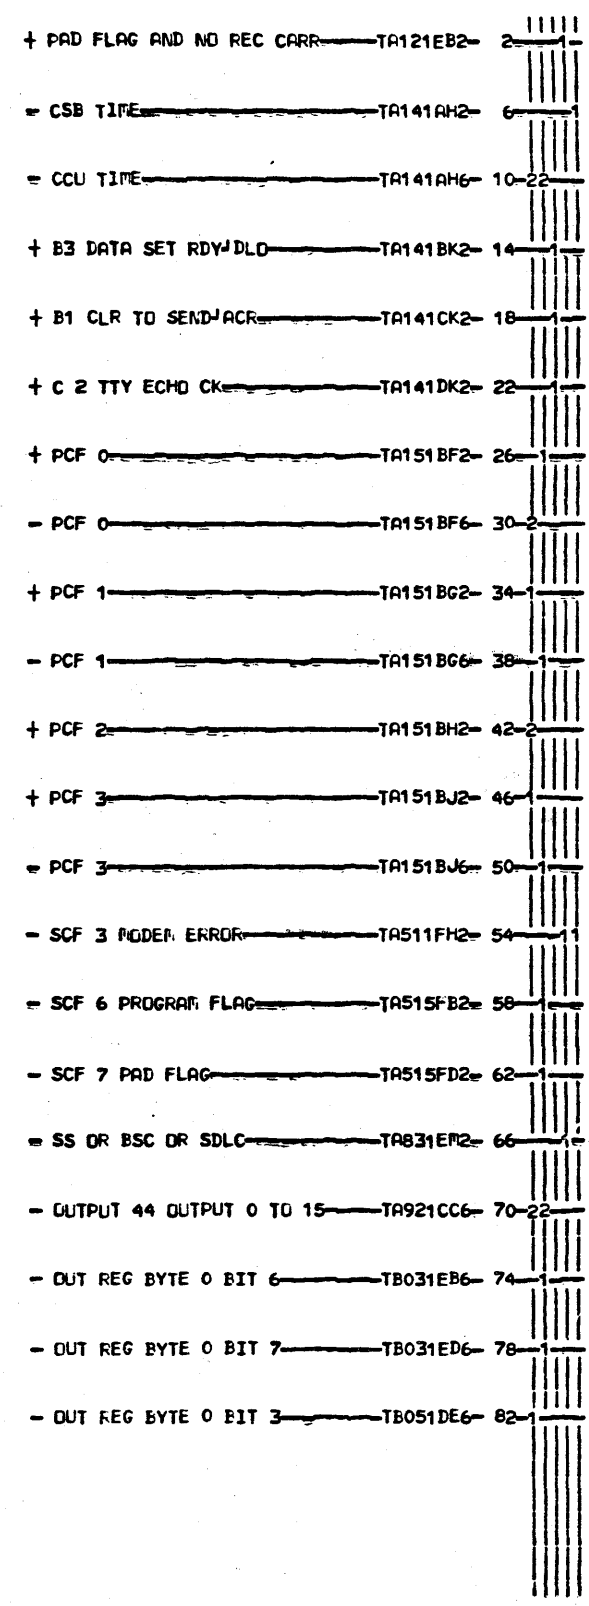 + PAD FLAG AND NO REC CARR TA121EB2 2 1
- CSB TIME TA141AH2 6 1
- CCU TIME TA141AH6 10 22
+ B3 DATA SET RDY/DLO TA141BK2 14 1
+ B1 CLR TO SEND/ACR TA141CK2 18 1
+ C 2 TTY ECHO CK TA141DK2 22 1
+ PCF 0 TA151BF2 26 1
- PCF 0 TA151BF6 30 2
+ PCF 1 TA151BG2 34 1
- PCF 1 TA151BG6 38 1
+ PCF 2 TA151BH2 42 2
+ PCF 3 TA151BJ2 46 1
- PCF 3 TA151BJ6 50 1
- SCF 3 MODEM ERROR TA511FH2 54 11
- SCF 6 PROGRAM FLAG TA515FB2 58 1
- SCF 7 PAD FLAG TA515FD2 62 1
- SS OR BSC OR SDLC TA831EM2 66 1
- OUTPUT 44 OUTPUT 0 TO 15 TA921CC6 70 22
- OUT REG BYTE 0 BIT 6 TB031EB6 74 1
- OUT REG BYTE 0 BIT 7 TB031ED6 78 1
- OUT REG BYTE 0 BIT 3 TB051DE6 82 1